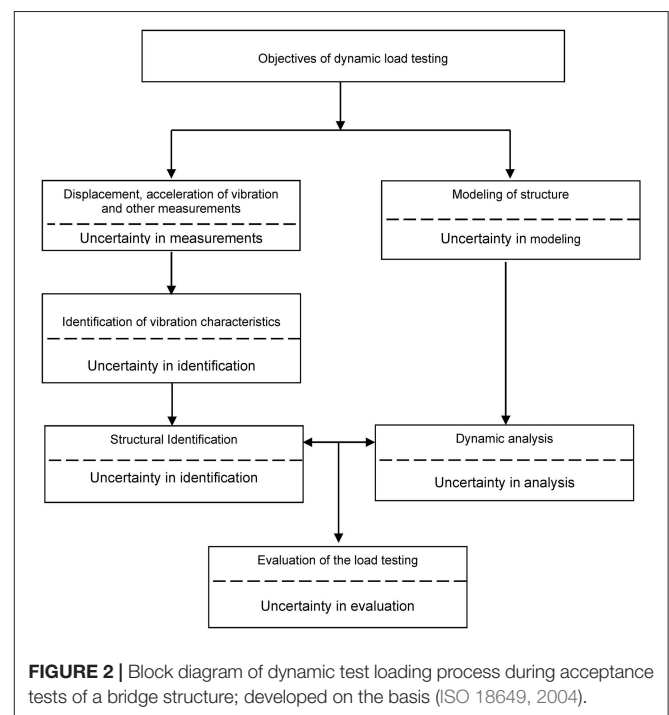 Objectives of dynamic load testing
Displacement, acceleration of vibration
and other measurements
Uncertainty in measurements
Modeling of structure
Uncertainty in modeling
Identification of vibration characteristics
Uncertainty in identification
Structural Identification
Uncertainty in identification
Dynamic analysis
Uncertainty in analysis
Evaluation of the load testing
Uncertainty in evaluation
FIGURE 2 | Block diagram of dynamic test loading process during acceptance
tests of a bridge structure; developed on the basis (ISO 18649, 2004).